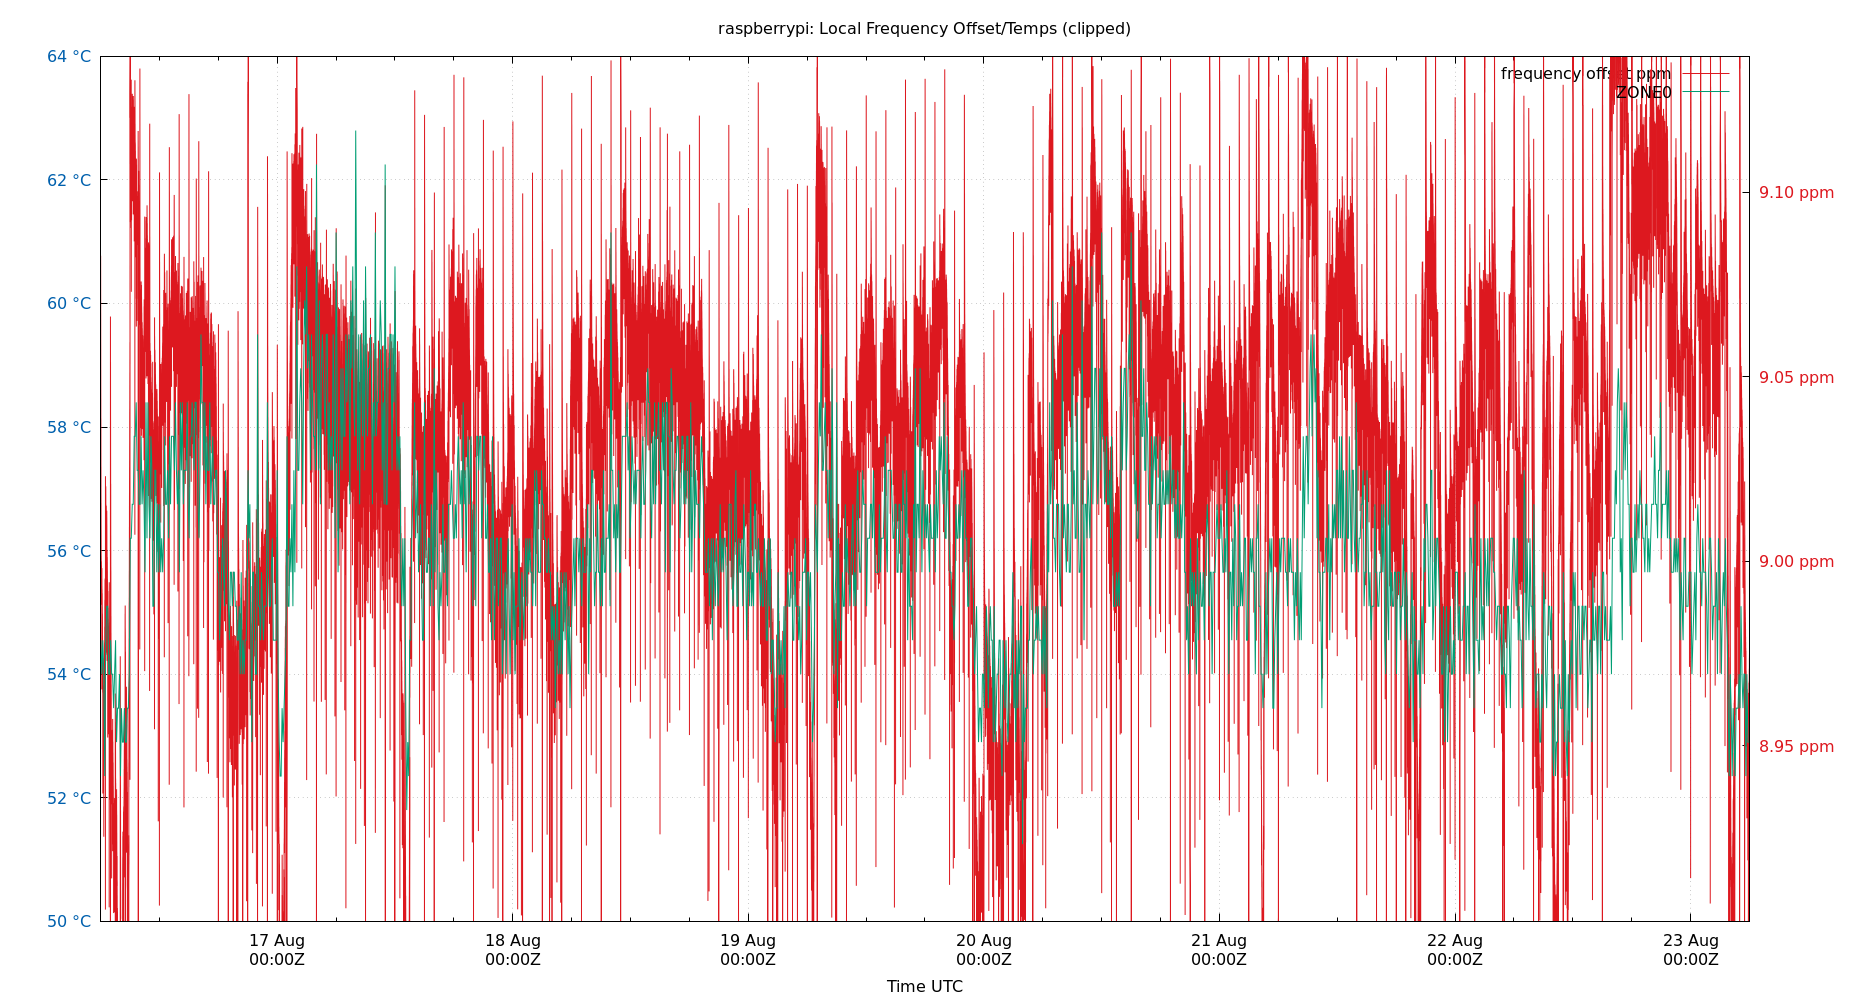 raspberrypi: Local Frequency Offset/Temps (clipped)
64 °C
62 °C
60 °C
58 °C
56 °C
54 °C
52 °C
50 °C
frequency offset ppm
ZONE0
9.10 ppm
9.05 ppm
9.00 ppm
8.95 ppm
17 Aug
00:00Z
18 Aug
00:00Z
19 Aug
00:00Z
20 Aug
00:00Z
21 Aug
00:00Z
22 Aug
00:00Z
23 Aug
00:00Z
Time UTC